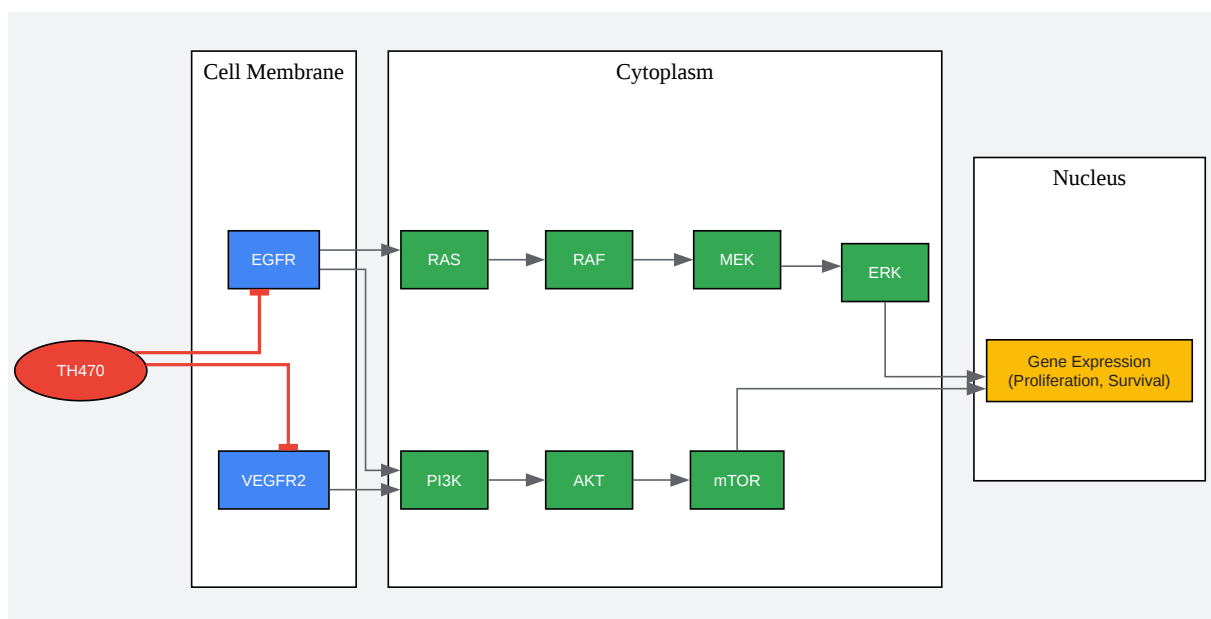 Cell Membrane
Cytoplasm
Nucleus
EGFR
RAS
RAF
MEK
ERK
TH470
Gene Expression
(Proliferation, Survival)
VEGFR2
PI3K
AKT
mTOR